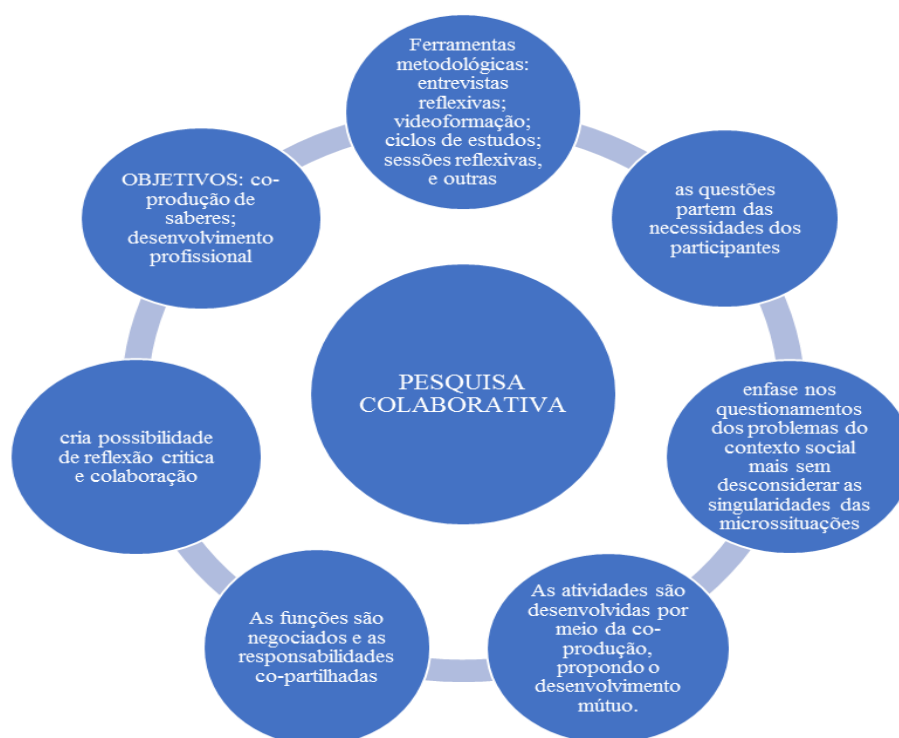 Ferramentas
metodológicas:
entrevistas
reflexivas;
videoformação;
ciclos de estudos;
sessões reflexivas,
e outras
as questões
partem das
necessidades dos
participantes
enfase nos
questionamentos
dos problemas do
contexto social
mais sem
desconsiderar as
singularidades das
microssituações
As atividades são
desenvolvidas por
meio da co-
produção,
propondo o
desenvolvimento
mútuo.
As funções são
negociados e as
responsabilidades
co-partilhadas
cria possibilidade
de reflexão critica
e colaboração
OBJETIVOS: co-
produção de
saberes;
desenvolvimento
profissional
PESQUISA
COLABORATIVA